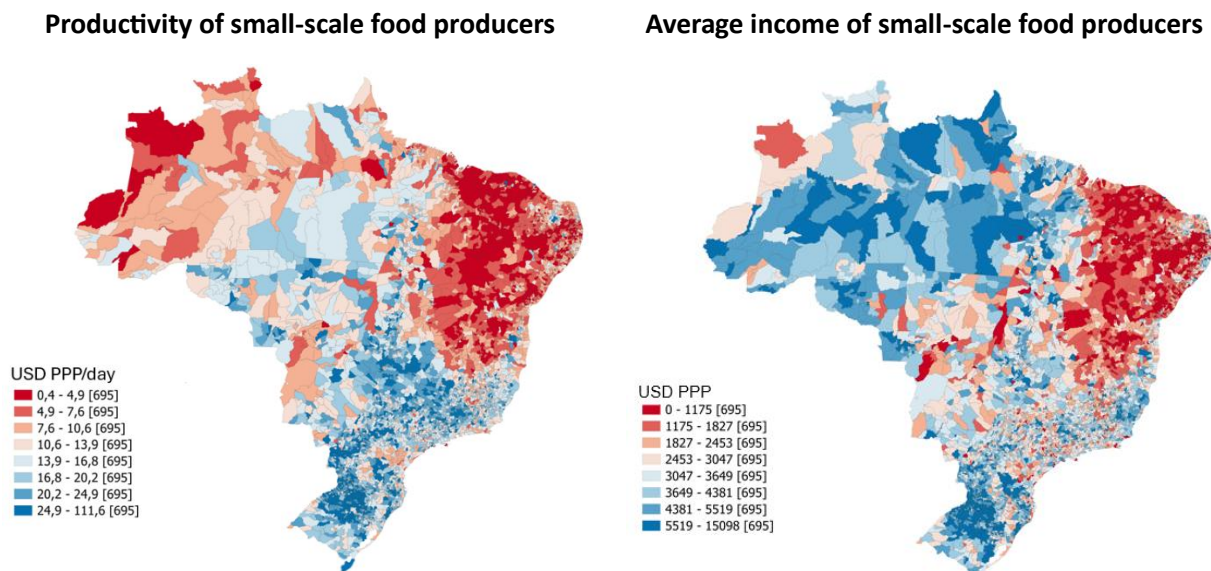 Productivity of small-scale food producers
Average income of small-scale food producers
USD PPP/day
0,4 - 4,9 [695]
4,9 - 7,6 [695]
7,6 - 10,6 [695]
10,6 - 13,9 [695]
13,9 - 16,8 [695]
16,8 - 20,2 [695]
20,2 - 24,9 [695]
24,9 - 111,6 [695]
USD PPP
0 - 1175 [695]
1175 - 1827 [695]
1827 - 2453 [695]
2453 - 3047 [695]
3047 - 3649 [695]
3649 - 4381 [695]
4381 - 5519 [695]
5519 - 15098 [695]